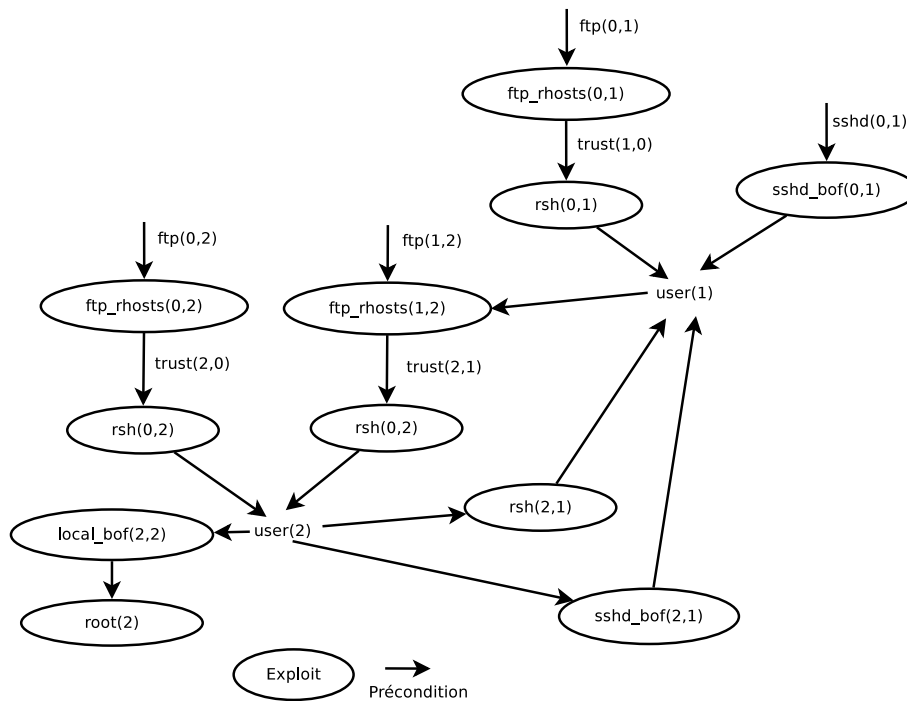 ftp(0,1)
ftp_rhosts(0,1)
sshd(0,1)
trust(1,0)
sshd_bof(0,1)
rsh(0,1)
ftp(0,2)
ftp(1,2)
user(1)
ftp_rhosts(0,2)
ftp_rhosts(1,2)
trust(2,0)
trust(2,1)
rsh(0,2)
rsh(0,2)
rsh(2,1)
user(2)
local_bof(2,2)
sshd_bof(2,1)
root(2)
Exploit
Précondition